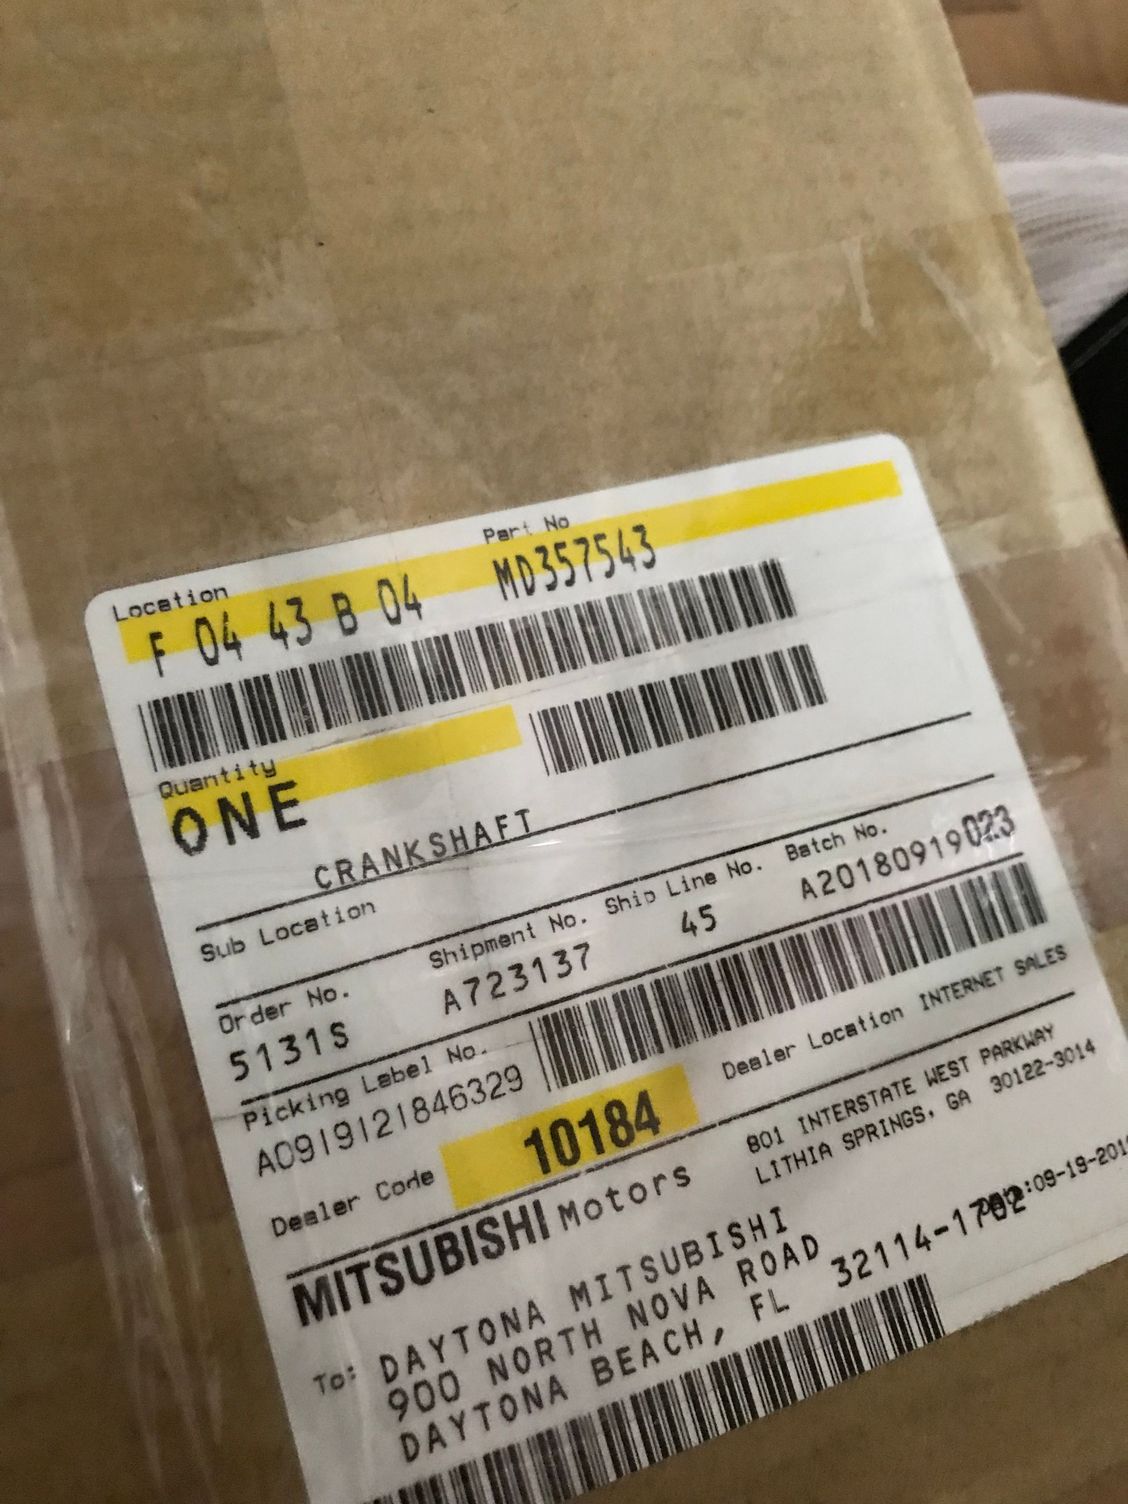 Location Part No
F 04 43 B 04 MD357543
Quantity
ONE
CRANKSHAFT
Sub Location
Order No. Shipment No. Ship Line No. Batch No.
5131S A723137 45 A20180919023
Picking Label No.
A0919121846329
Dealer Code 10184 Dealer Location INTERNET SALES
MITSUBISHI Motors
801 INTERSTATE WEST PARKWAY
LITHIA SPRINGS, GA 30122-3014
To: DAYTONA MITSUBISHI
900 NORTH NOVA ROAD
DAYTONA BEACH, FL 32114-1702